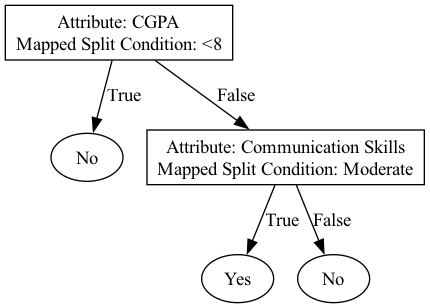 Attribute: CGPA
Mapped Split Condition: <8
True
False
No
Attribute: Communication Skills
Mapped Split Condition: Moderate
True
False
Yes
No